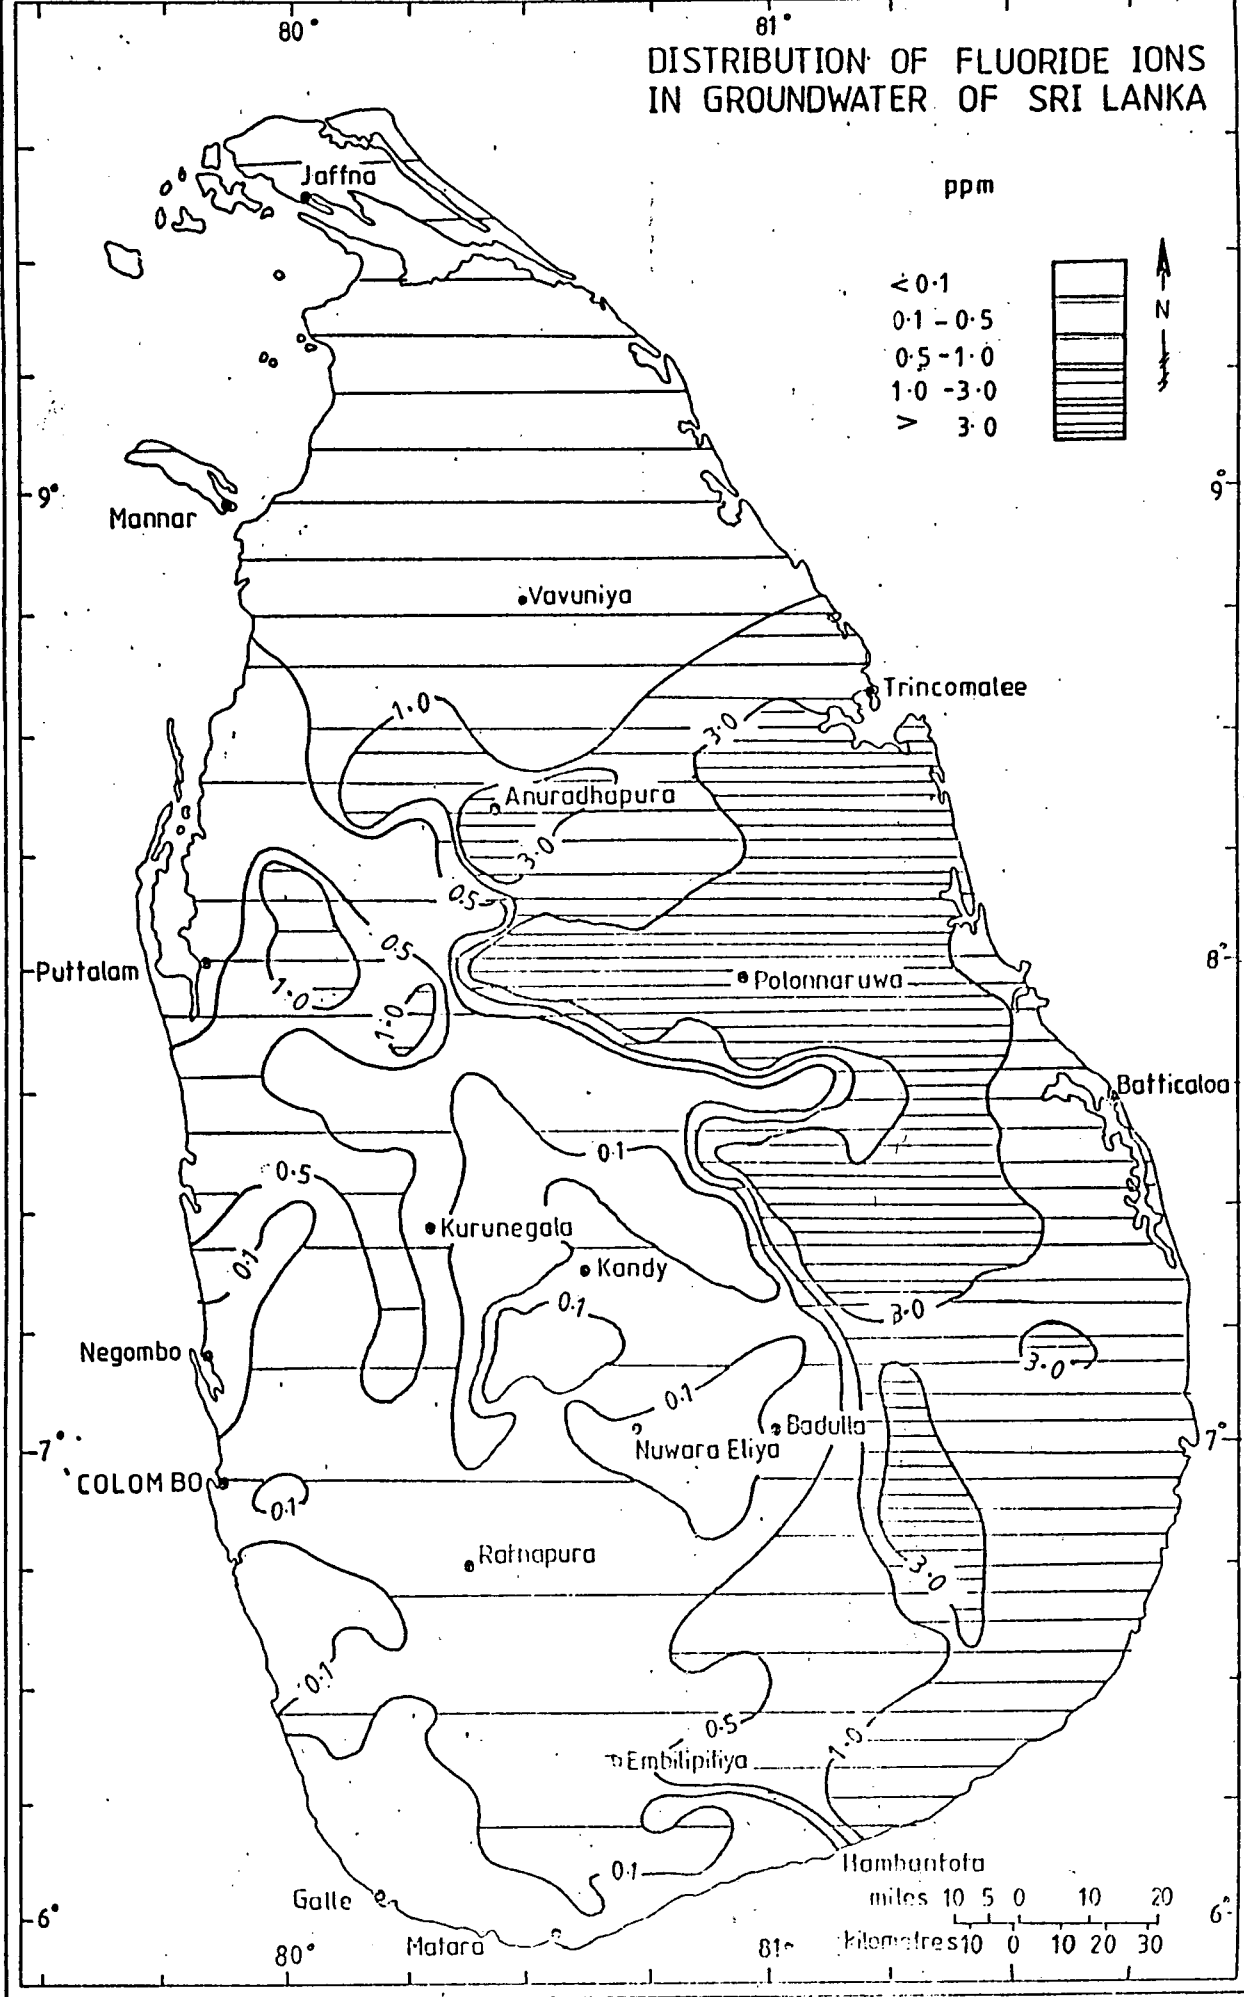 80°
81°
DISTRIBUTION OF FLUORIDE IONS
IN GROUNDWATER OF SRI LANKA
Jaffna
ppm
<0·1
0·1 - 0·5
0·5 - 1·0
1·0 - 3·0
> 3·0
N
9°
9°
Mannar
Vavuniya
Trincomalee
1·0
3·0
Anuradhapura
3·0
0·5
0·5
Puttalam
8°
Polonnaruwa
1·0
1·0
Batticaloa
0·1
0·5
Kurunegala
0·1
Kandy
0·1
3·0
Negombo
3·0
0·1
Badulla
7°
7°
Nuwara Eliya
COLOMBO
0·1
Ratnapura
3·0
0·1
0·5
1·0
Embilipitiya
0·1
Hambantota
Galle
miles 10 5 0 10 20
6°
6°
Matara
80°
81°
kilometres 10 0 10 20 30